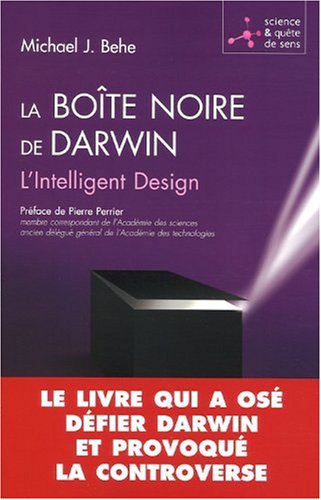 Michael J. Behe
science
& quête
de sens
LA BOÎTE NOIRE
DE DARWIN
L'Intelligent Design
Préface de Pierre Perrier
membre correspondant de l'Académie des sciences
ancien délégué général de l'Académie des technologies
LE LIVRE QUI A OSÉ
DÉFIER DARWIN
ET PROVOQUÉ
LA CONTROVERSE